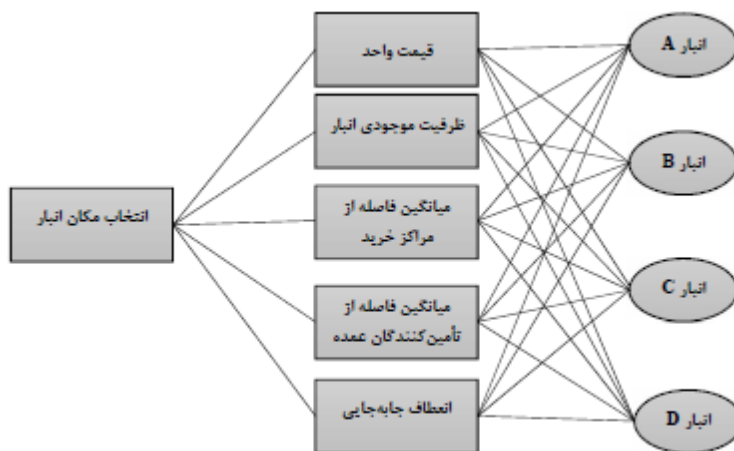 انتخاب مکان انبار
قیمت واحد
ظرفیت موجودی انبار
میانگین فاصله از
مراکز خرید
میانگین فاصله از
تأمین‌کنندگان عمده
انعطاف جابه‌جایی
انبار A
انبار B
انبار C
انبار D